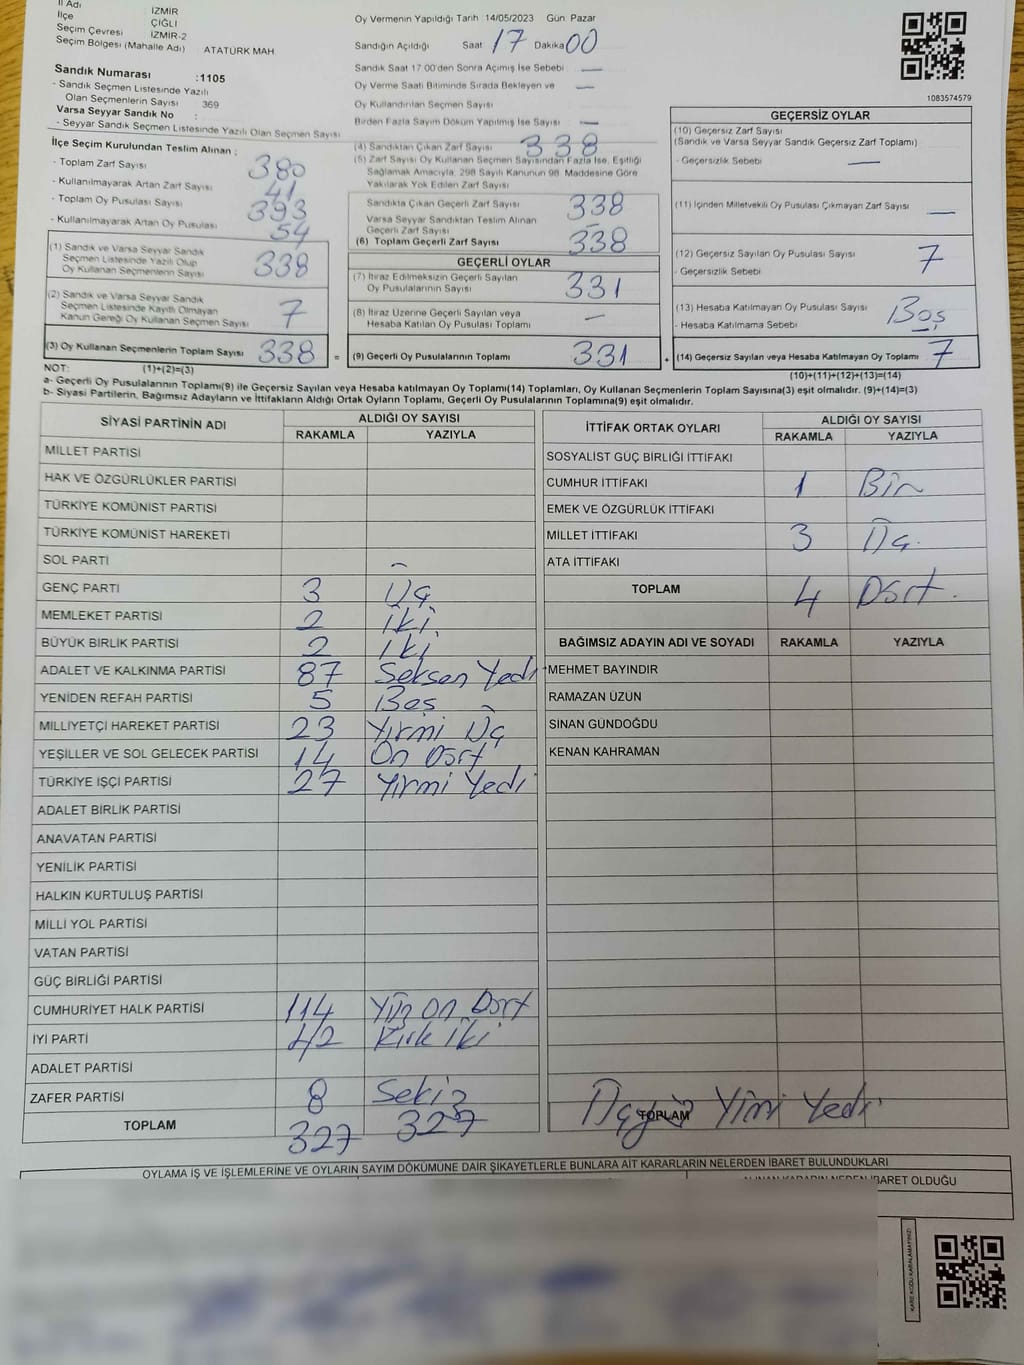 İl Adı İZMİR
İlçe ÇİĞLİ
Seçim Çevresi İZMİR-2
Seçim Bölgesi (Mahalle Adı) ATATÜRK MAH.
Sandık Numarası :1105
- Sandık Seçmen Listesinde Yazılı
Olan Seçmenlerin Sayısı 369
Varsa Seyyar Sandık No :
- Seyyar Sandık Seçmen Listesinde Yazılı Olan Seçmen Sayısı
Oy Vermenin Yapıldığı Tarih 14/05/2023 Gün Pazar
Sandığın Açıldığı Saat 17 Dakika 00
Sandık Saat 17:00'den Sonra Açımış İse Sebebi —
Oy Verme Saati Bitiminde Sırada Bekleyen ve —
Oy Kullandırılan Seçmen Sayısı
Birden Fazla Sayım Döküm Yapılmış İse Sayısı —
1083574579
İlçe Seçim Kurulundan Teslim Alınan ;
- Toplam Zarf Sayısı 380
- Kullanılmayarak Artan Zarf Sayısı 41
- Toplam Oy Pusulası Sayısı 393
- Kullanılmayarak Artan Oy Pusulası 54
(1) Sandık ve Varsa Seyyar Sandık
Seçmen Listesinde Yazılı Olup
Oy Kullanan Seçmenlerin Sayısı 338
(2) Sandık ve Varsa Seyyar Sandık
Seçmen Listesinde Kayıtlı Olmayan
Kanun Gereği Oy Kullanan Seçmen Sayısı 7
(3) Oy Kullanan Seçmenlerin Toplam Sayısı 338 =
(4) Sandıktan Çıkan Zarf Sayısı 338
(5) Zarf Sayısı Oy Kullanan Seçmen Sayısından Fazla İse, Eşitliği
Sağlamak Amacıyla, 298 Sayılı Kanunun 98. Maddesine Göre
Yakılarak Yok Edilen Zarf Sayısı
Sandıkta Çıkan Geçerli Zarf Sayısı 338
Varsa Seyyar Sandıktan Teslim Alınan
Geçerli Zarf Sayısı
(6) Toplam Geçerli Zarf Sayısı 338
GEÇERLİ OYLAR
(7) İtiraz Edilmeksizin Geçerli Sayılan
Oy Pusulalarının Sayısı 331
(8) İtiraz Üzerine Geçerli Sayılan veya
Hesaba Katılan Oy Pusulası Toplamı —
(9) Geçerli Oy Pusulalarının Toplamı 331 +
GEÇERSİZ OYLAR
(10) Geçersiz Zarf Sayısı
(Sandık ve Varsa Seyyar Sandık Geçersiz Zarf Toplamı)
- Geçersizlik Sebebi —
(11) İçinden Milletvekili Oy Pusulası Çıkmayan Zarf Sayısı —
(12) Geçersiz Sayılan Oy Pusulası Sayısı 7
- Geçersizlik Sebebi
(13) Hesaba Katılmayan Oy Pusulası Sayısı Boş
- Hesaba Katılmama Sebebi
(14) Geçersiz Sayılan veya Hesaba Katılmayan Oy Toplamı 7
NOT: (1)+(2)=(3) (10)+(11)+(12)+(13)=(14)
a- Geçerli Oy Pusulalarının Toplamı(9) ile Geçersiz Sayılan veya Hesaba katılmayan Oy Toplamı(14) Toplamları, Oy Kullanan Seçmenlerin Toplam Sayısına(3) eşit olmalıdır. (9)+(14)=(3)
b- Siyasi Partilerin, Bağımsız Adayların ve İttifakların Aldığı Ortak Oyların Toplamı, Geçerli Oy Pusulalarının Toplamına(9) eşit olmalıdır.
SİYASİ PARTİNİN ADI ALDIĞI OY SAYISI
RAKAMLA YAZIYLA
MİLLET PARTİSİ
HAK VE ÖZGÜRLÜKLER PARTİSİ
TÜRKİYE KOMÜNİST PARTİSİ
TÜRKİYE KOMÜNİST HAREKETİ
SOL PARTİ
GENÇ PARTİ 3 Üç
MEMLEKET PARTİSİ 2 İki
BÜYÜK BİRLİK PARTİSİ 2 İki
ADALET VE KALKINMA PARTİSİ 87 Seksen Yedi
YENİDEN REFAH PARTİSİ 5 Beş
MİLLİYETÇİ HAREKET PARTİSİ 23 Yirmi Üç
YEŞİLLER VE SOL GELECEK PARTİSİ 14 On Dört
TÜRKİYE İŞÇİ PARTİSİ 27 Yirmi Yedi
ADALET BİRLİK PARTİSİ
ANAVATAN PARTİSİ
YENİLİK PARTİSİ
HALKIN KURTULUŞ PARTİSİ
MİLLİ YOL PARTİSİ
VATAN PARTİSİ
GÜÇ BİRLİĞİ PARTİSİ
CUMHURİYET HALK PARTİSİ 114 Yüz On Dört
İYİ PARTİ 42 Kırk İki
ADALET PARTİSİ
ZAFER PARTİSİ 8 Sekiz
TOPLAM 327 327
İTTİFAK ORTAK OYLARI ALDIĞI OY SAYISI
RAKAMLA YAZIYLA
SOSYALİST GÜÇ BİRLİĞİ İTTİFAKI
CUMHUR İTTİFAKI 1 Bir
EMEK VE ÖZGÜRLÜK İTTİFAKI
MİLLET İTTİFAKI 3 Üç.
ATA İTTİFAKI
TOPLAM 4 Dört.
BAĞIMSIZ ADAYIN ADI VE SOYADI RAKAMLA YAZIYLA
MEHMET BAYINDIR
RAMAZAN UZUN
SİNAN GÜNDOĞDU
KENAN KAHRAMAN
TOPLAM Üçyüz Yirmi Yedi
OYLAMA İŞ VE İŞLEMLERİNE VE OYLARIN SAYIM DÖKÜMÜNE DAİR ŞİKAYETLERLE BUNLARA AİT KARARLARIN NELERDEN İBARET BULUNDUKLARI
ALINAN KARARIN NEDEN İBARET OLDUĞU